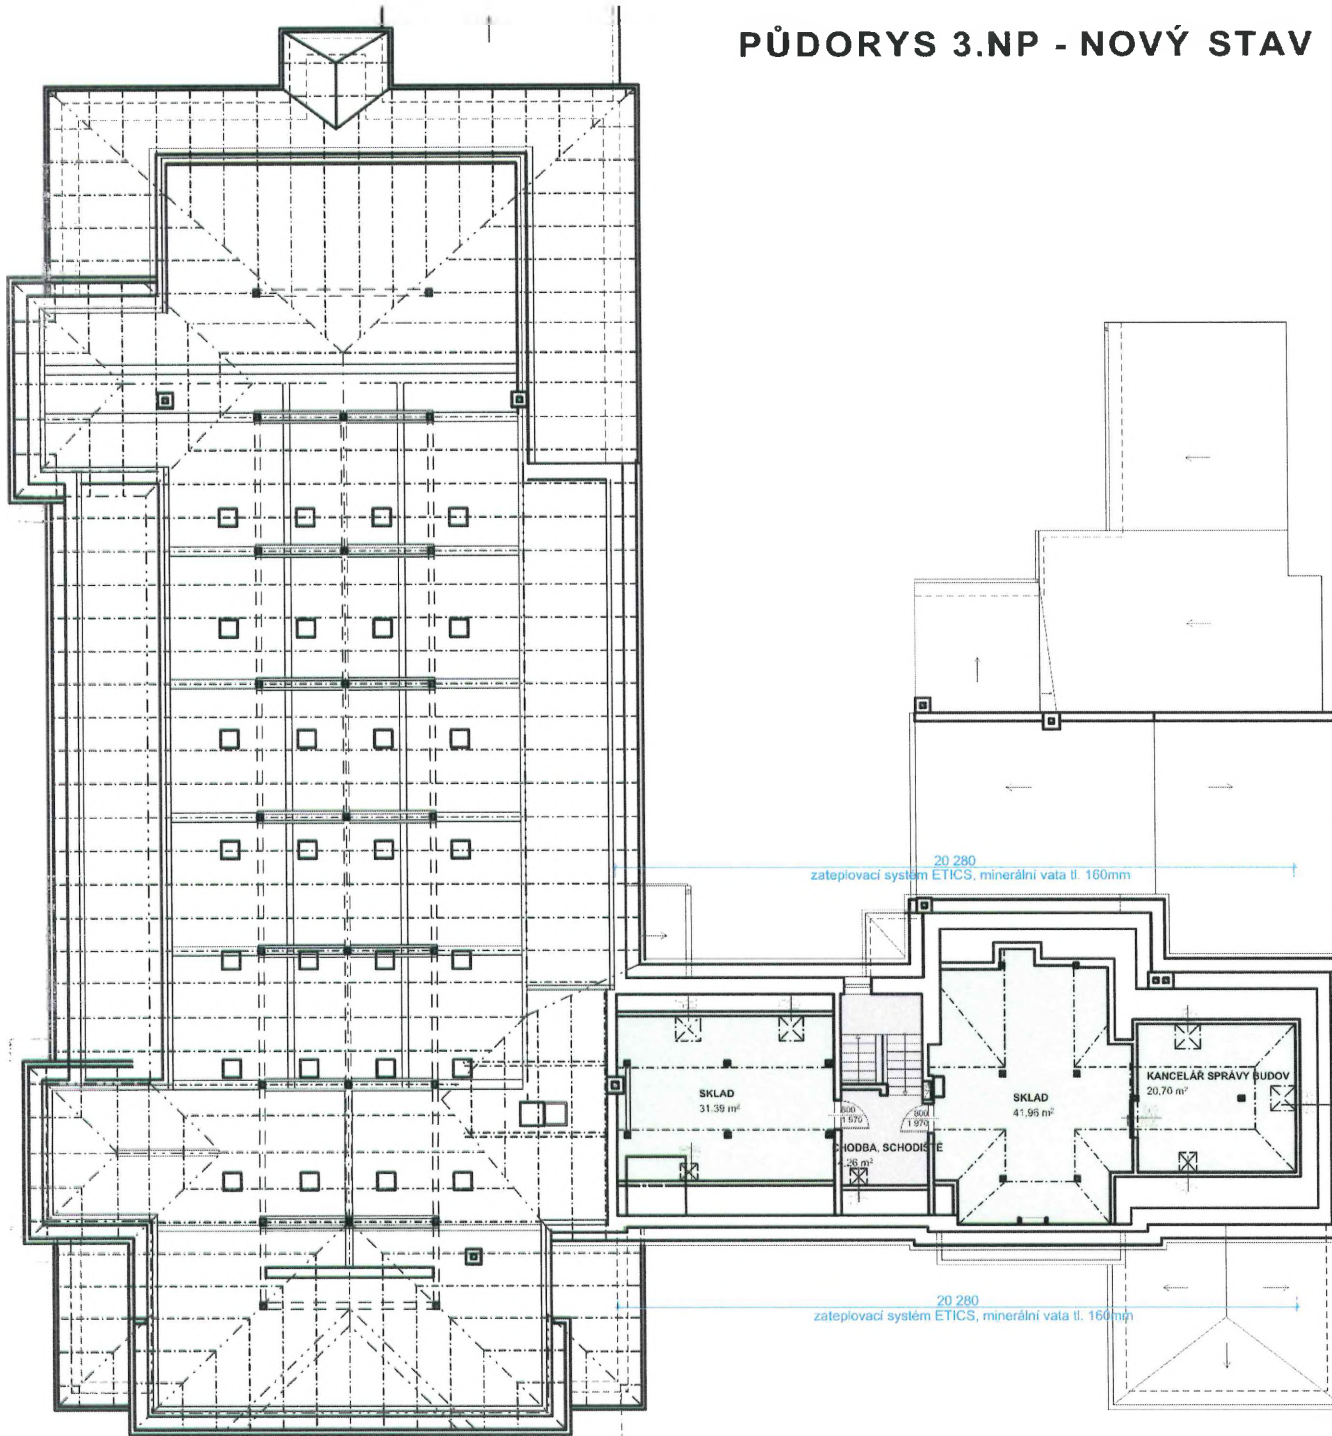 PŮDORYS 3.NP - NOVÝ STAV
20 280
zateplovací systém ETICS, minerální vata tl. 160mm
SKLAD
31.39 m²
800
1 970
800
1 970
CHODBA, SCHODIŠTĚ
.26 m²
SKLAD
41,96 m²
KANCELÁŘ SPRÁVY BUDOV
20,70 m²
20 280
zateplovací systém ETICS, minerální vata tl. 160mm